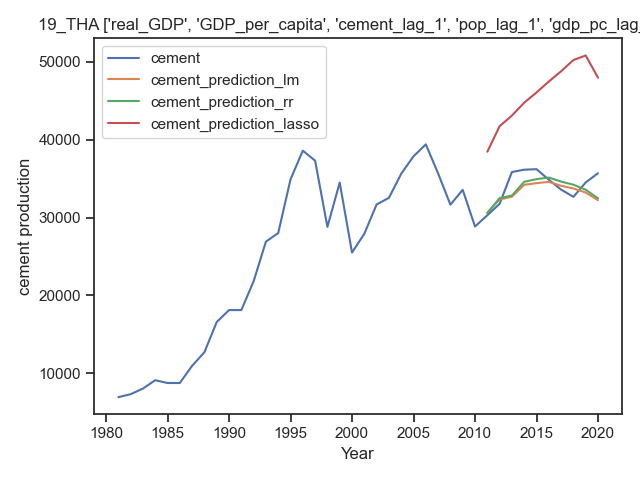 19_THA ['real_GDP', 'GDP_per_capita', 'cement_lag_1', 'pop_lag_1', 'gdp_pc_lag_
cement
cement_prediction_lm
cement_prediction_rr
cement_prediction_lasso
cement production
50000
40000
30000
20000
10000
1980 1985 1990 1995 2000 2005 2010 2015 2020
Year